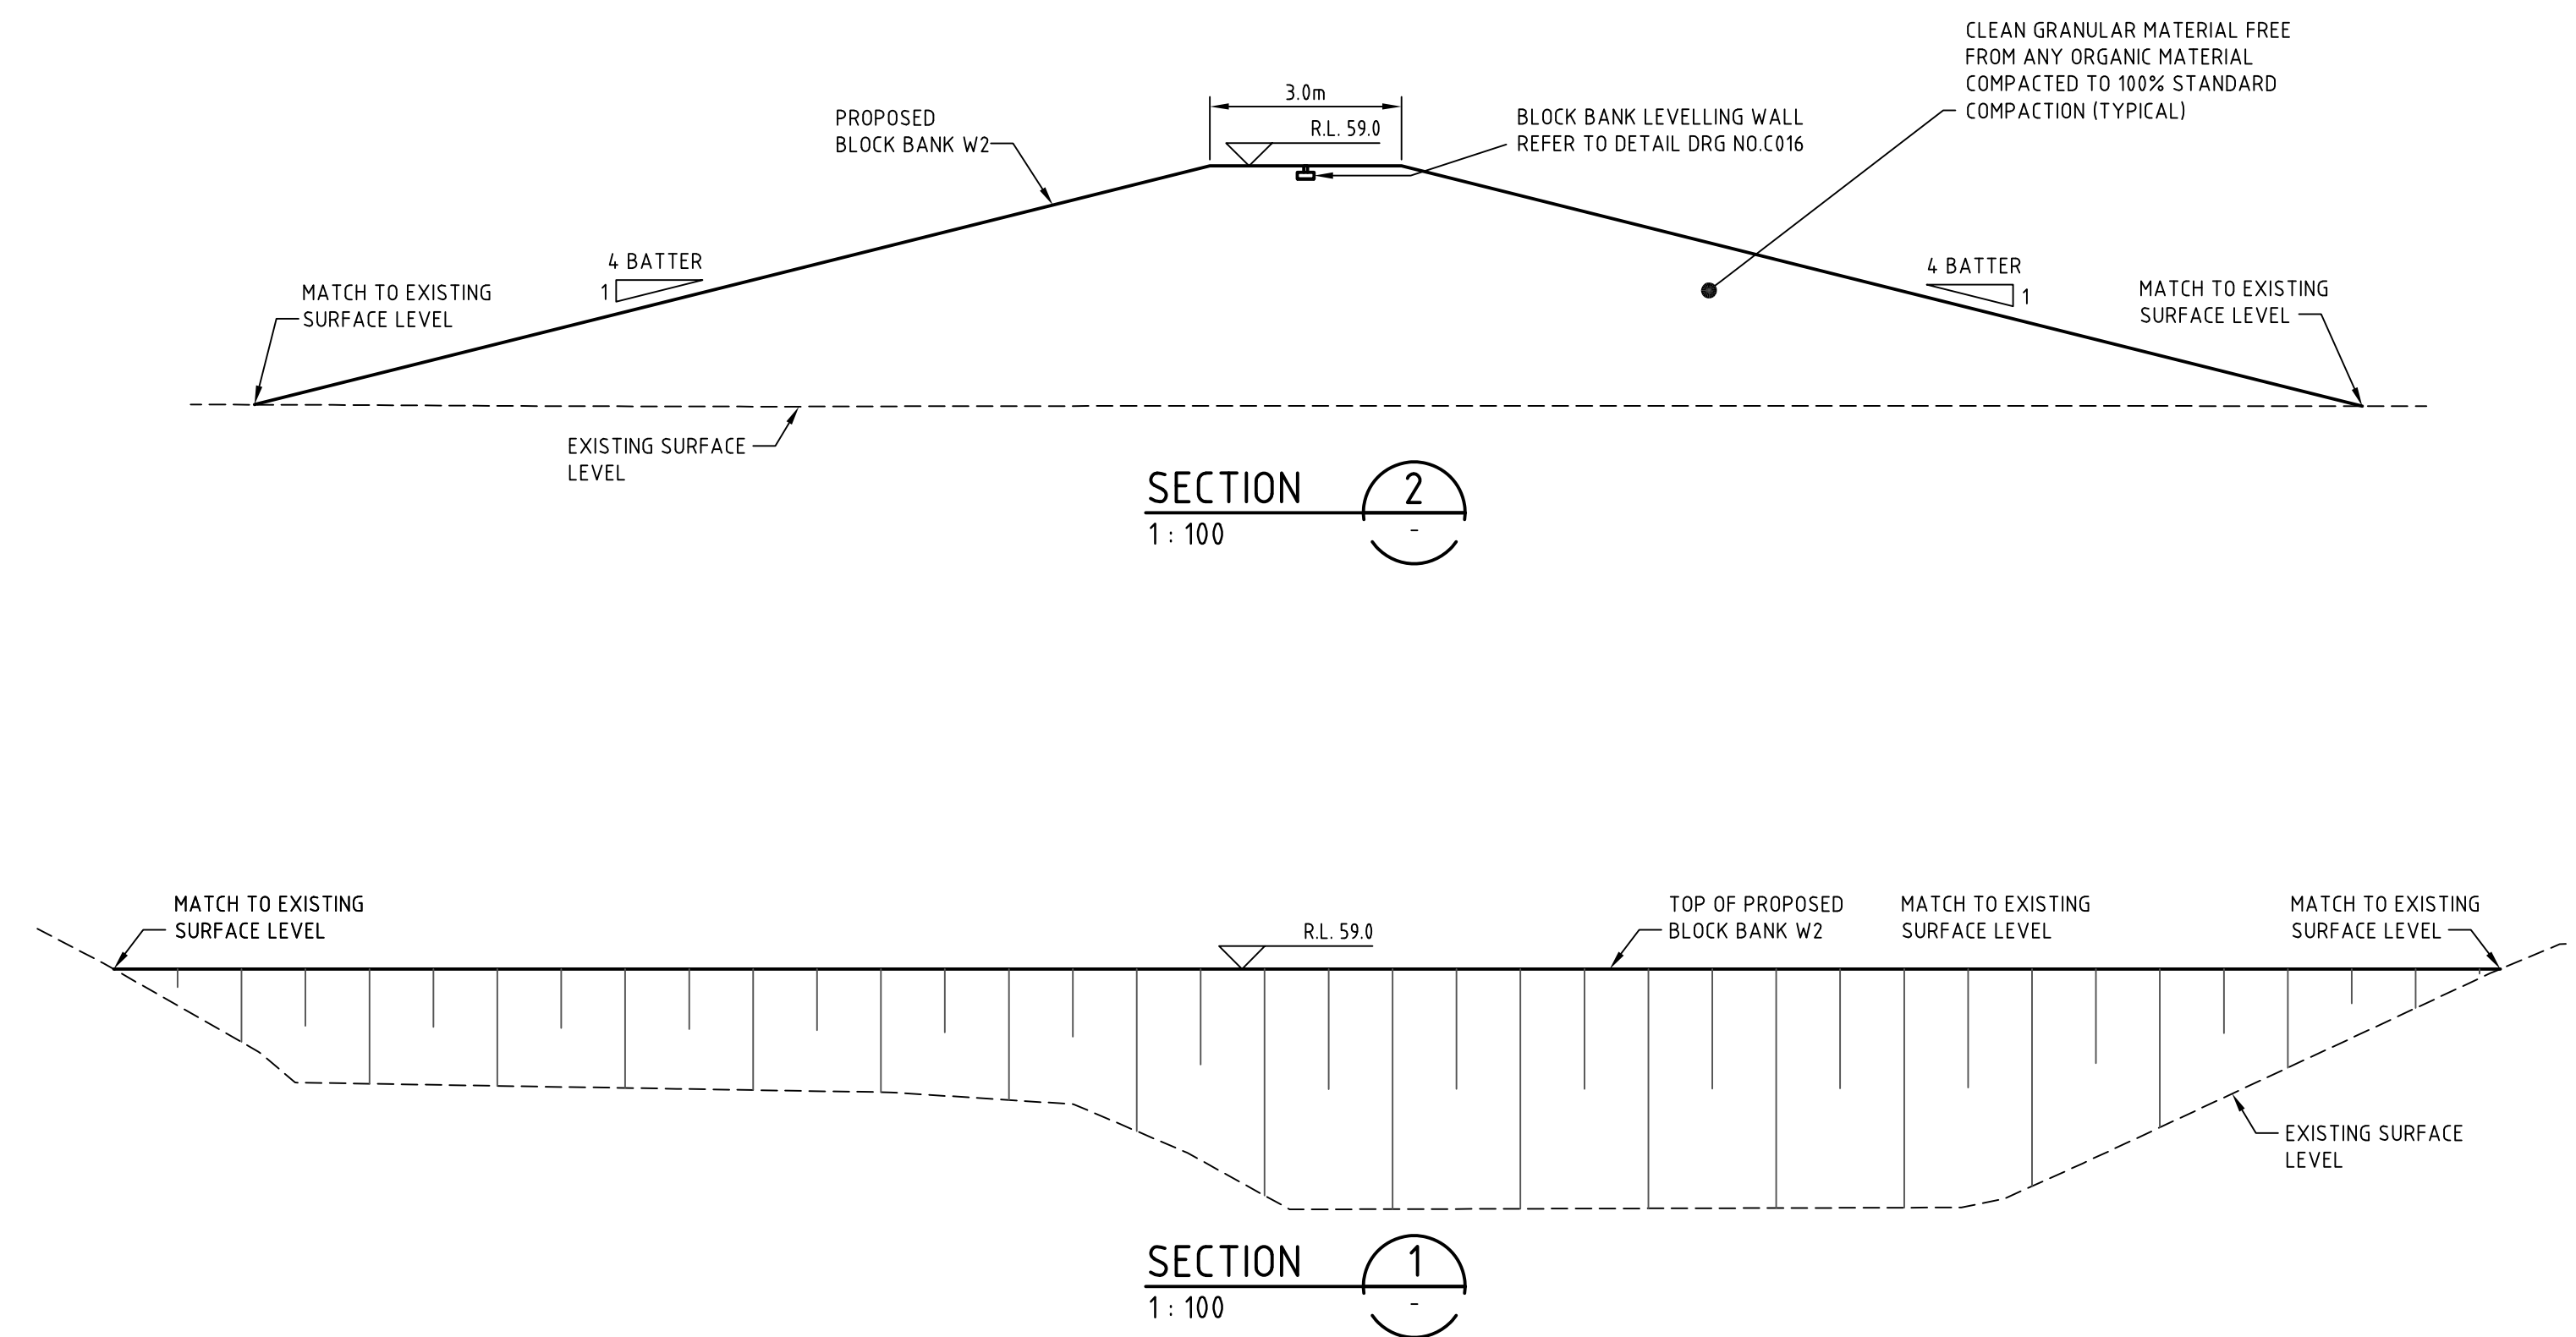 CLEAN GRANULAR MATERIAL FREE
FROM ANY ORGANIC MATERIAL
COMPACTED TO 100% STANDARD
COMPACTION (TYPICAL)
3.0m
PROPOSED
BLOCK BANK W2
R.L. 59.0
BLOCK BANK LEVELLING WALL
REFER TO DETAIL DRG NO.C016
4 BATTER
1
4 BATTER
1
MATCH TO EXISTING
SURFACE LEVEL
MATCH TO EXISTING
SURFACE LEVEL
EXISTING SURFACE
LEVEL
SECTION 2
1 : 100 -
MATCH TO EXISTING
SURFACE LEVEL
R.L. 59.0
TOP OF PROPOSED
BLOCK BANK W2
MATCH TO EXISTING
SURFACE LEVEL
MATCH TO EXISTING
SURFACE LEVEL
EXISTING SURFACE
LEVEL
SECTION 1
1 : 100 -